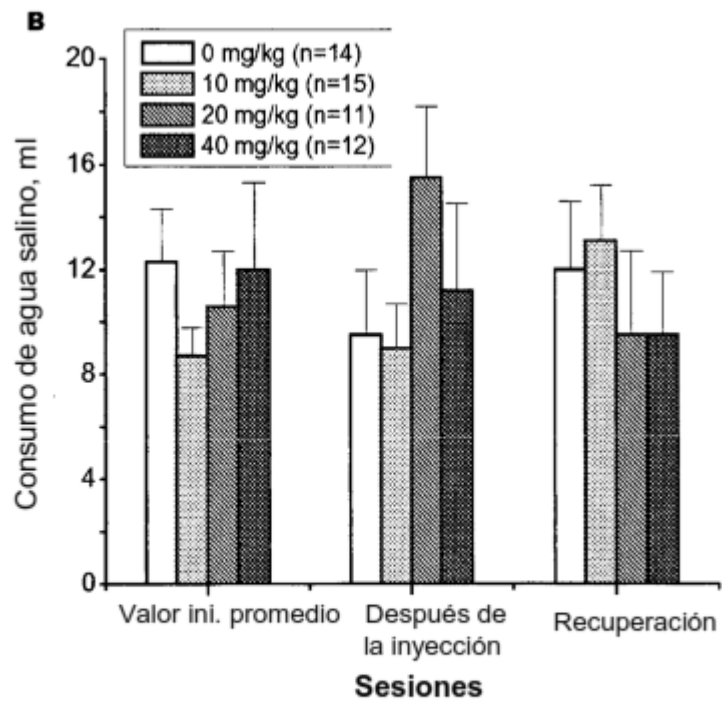 B
0 mg/kg (n=14)
10 mg/kg (n=15)
20 mg/kg (n=11)
40 mg/kg (n=12)
20
16
12
8
4
0
Consumo de agua salino, ml
Valor ini. promedio
Después de
la inyección
Recuperación
Sesiones